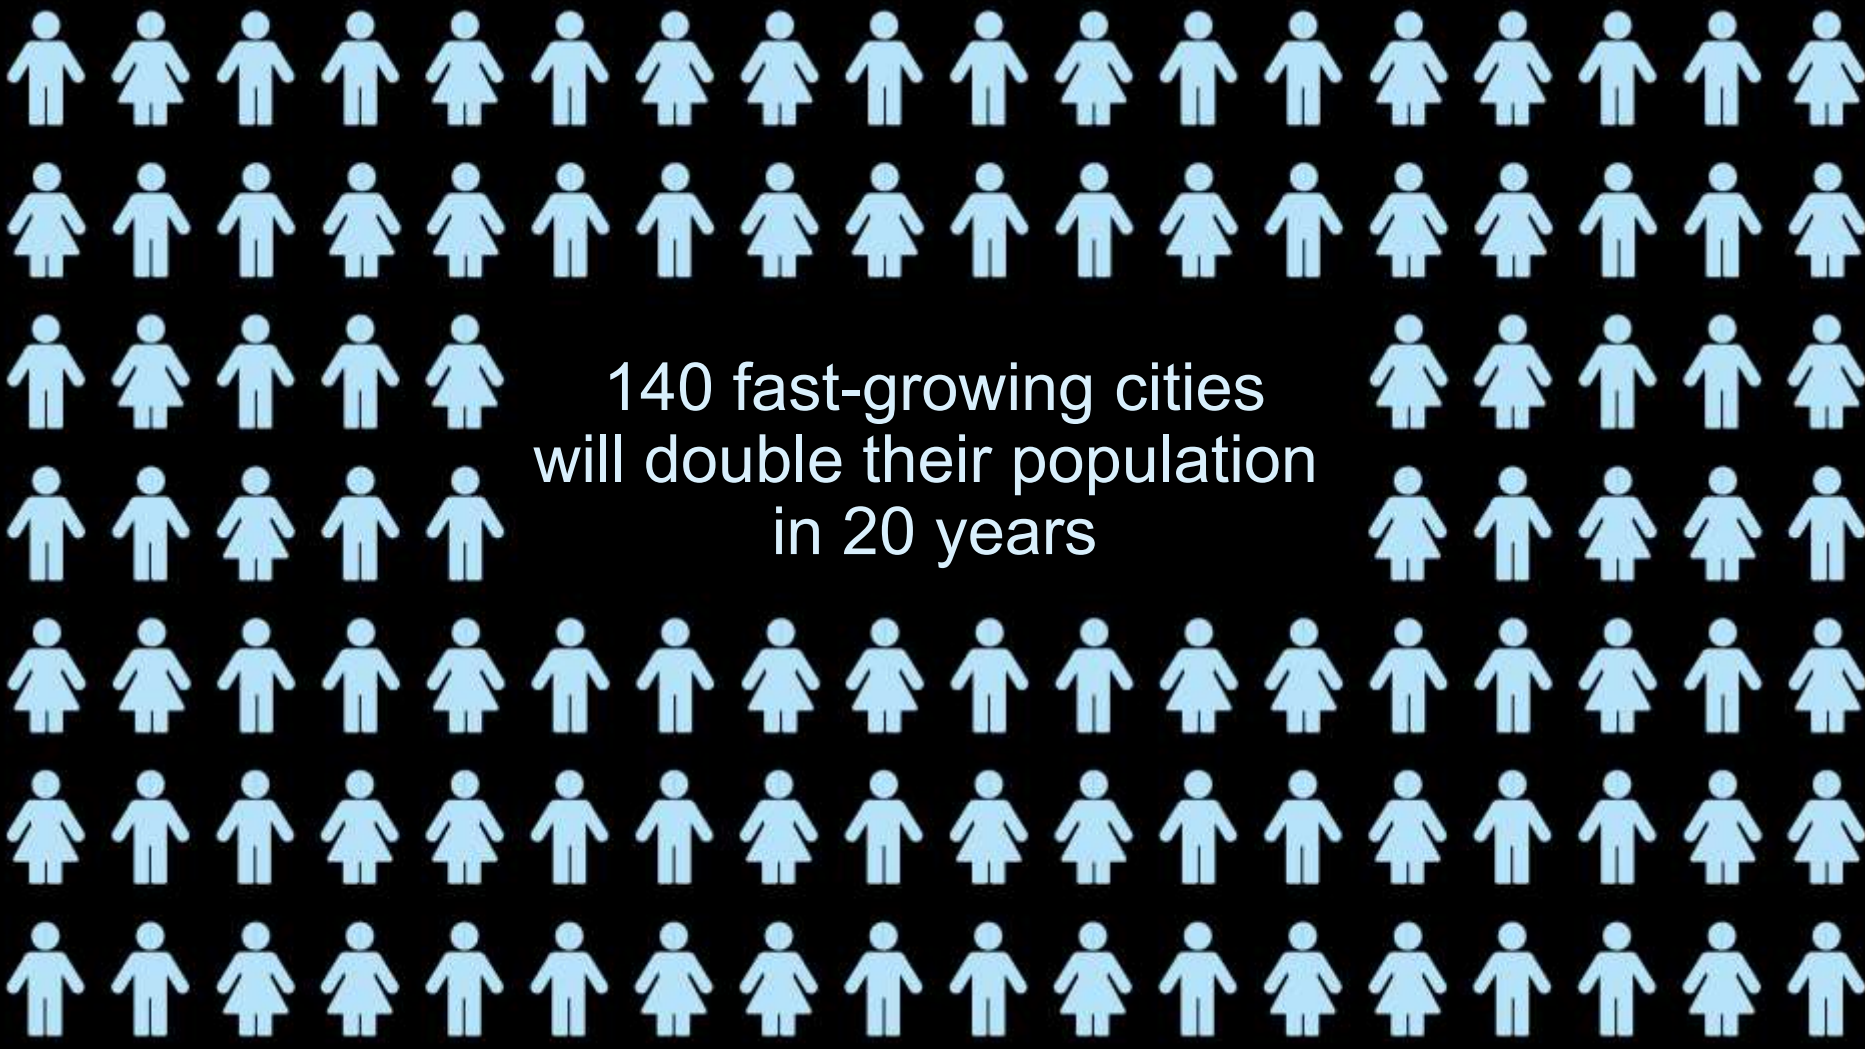 140 fast-growing cities
will double their population
in 20 years